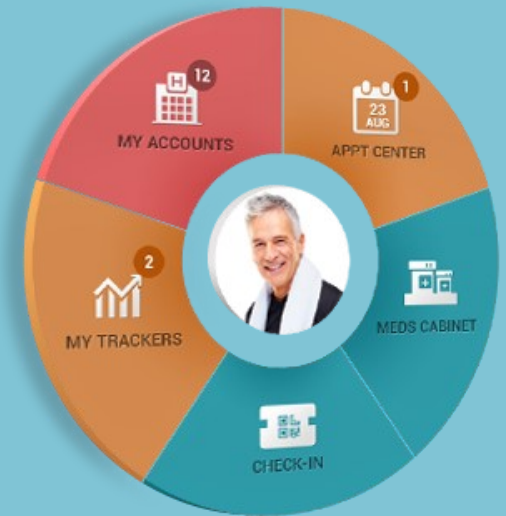 12
H
MY ACCOUNTS
1
23
AUG
APPT CENTER
2
MY TRACKERS
MEDS CABINET
CHECK-IN